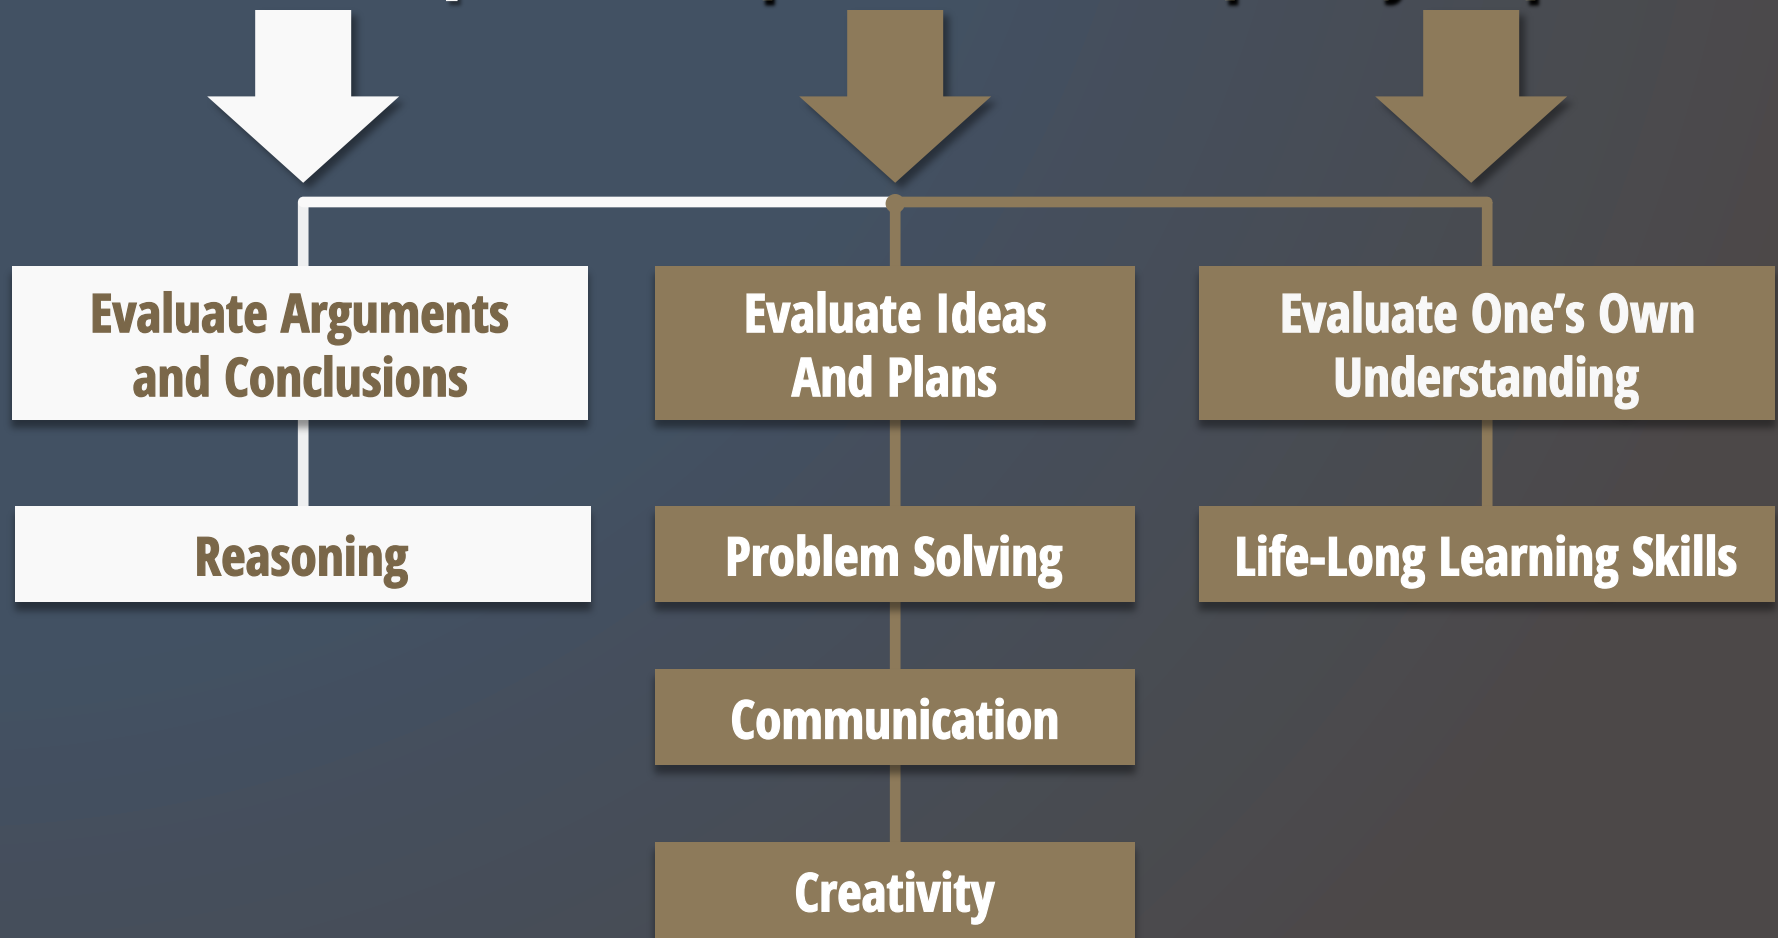 Evaluate Arguments
and Conclusions
Evaluate Ideas
And Plans
Evaluate One’s Own
Understanding
Reasoning
Problem Solving
Life-Long Learning Skills
Communication
Creativity